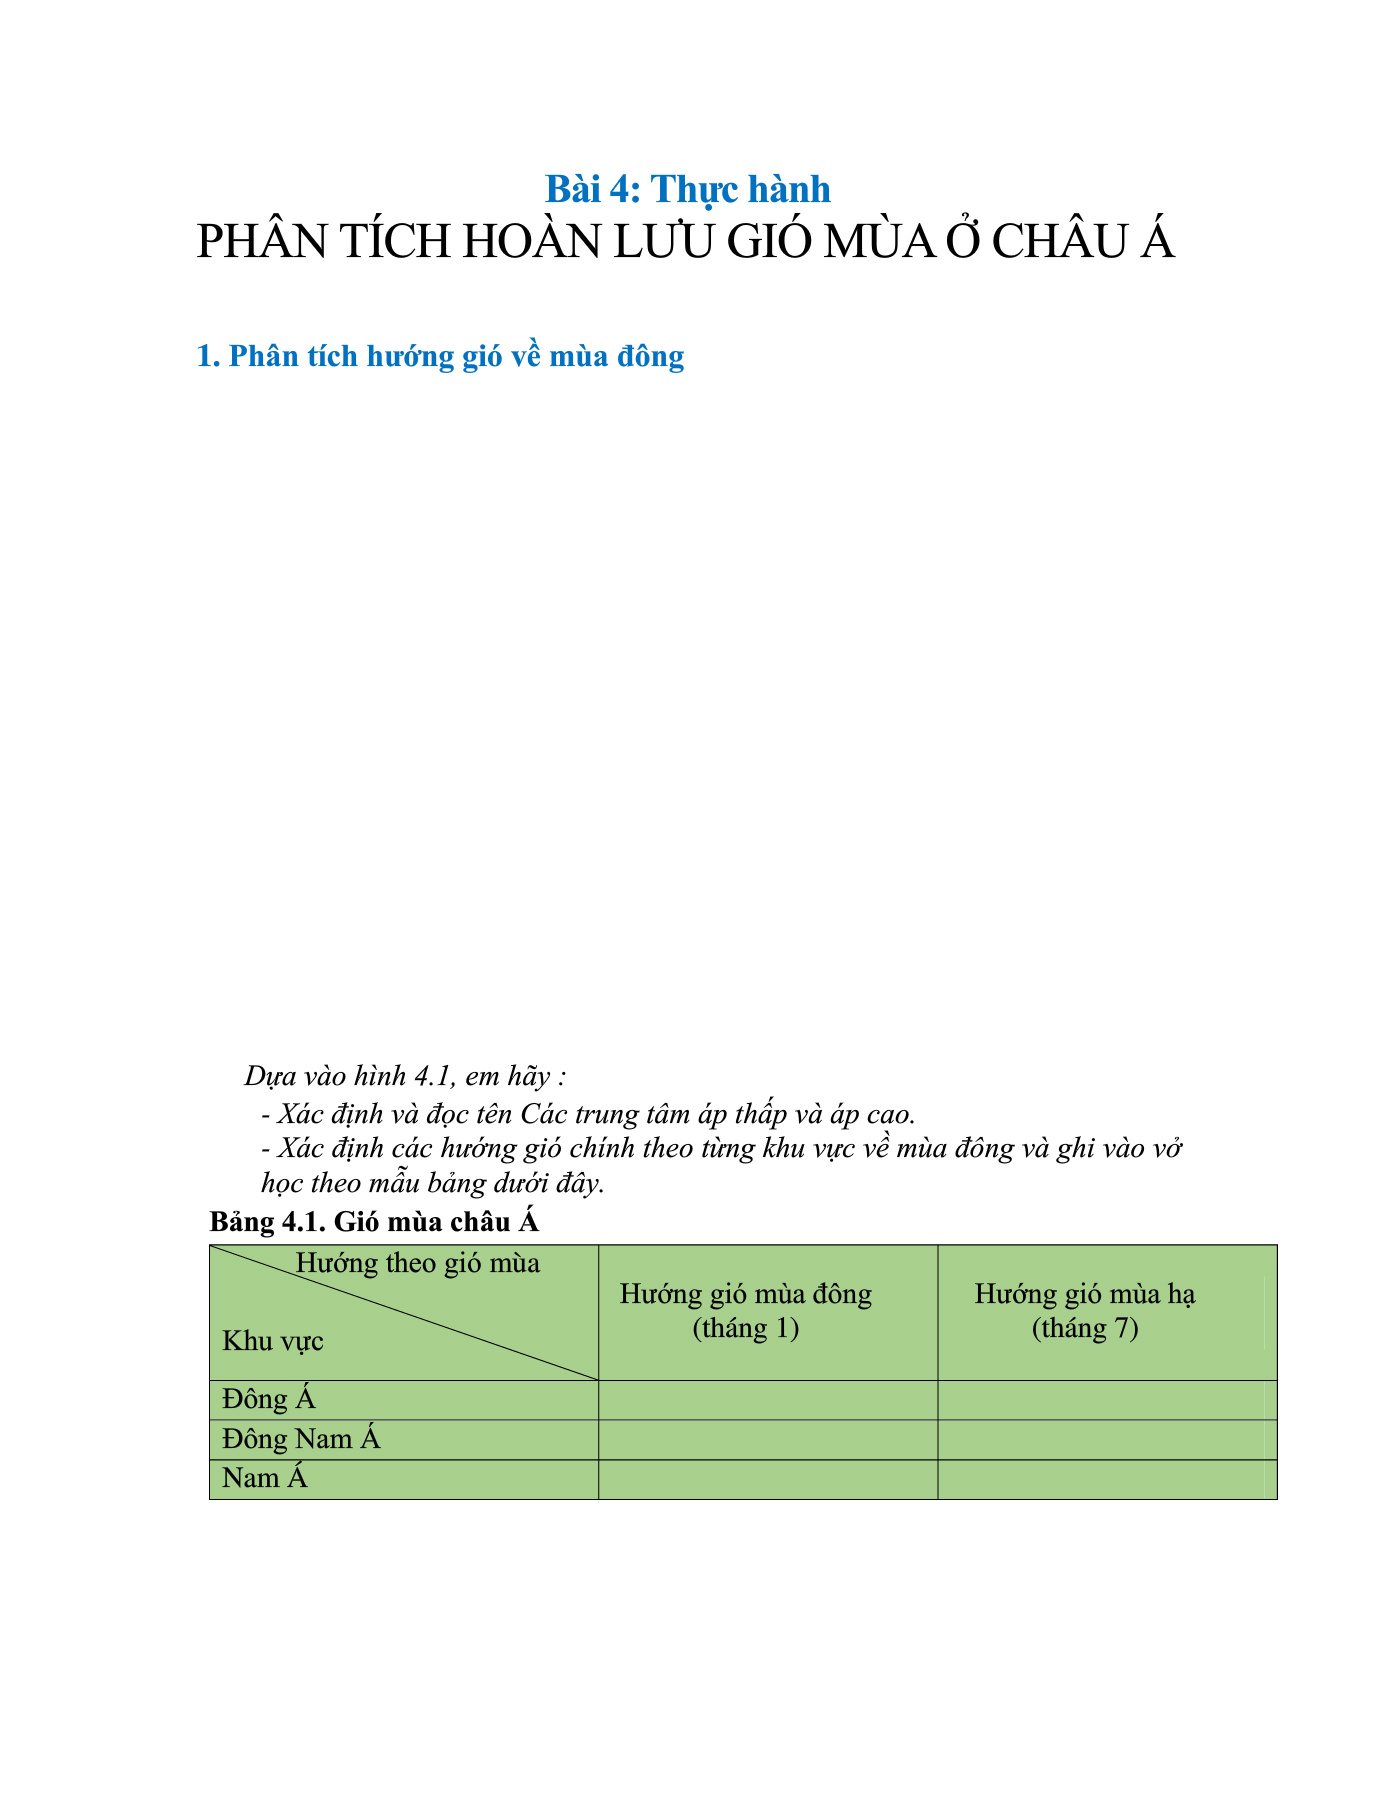 Bài 4: Thực hành
PHÂN TÍCH HOÀN LƯU GIÓ MÙA Ở CHÂU Á
1. Phân tích hướng gió về mùa đông
Dựa vào hình 4.1, em hãy :
- Xác định và đọc tên Các trung tâm áp thấp và áp cao.
- Xác định các hướng gió chính theo từng khu vực về mùa đông và ghi vào vở
học theo mẫu bảng dưới đây.
Bảng 4.1. Gió mùa châu Á
Hướng theo gió mùa
Khu vực
Hướng gió mùa đông
(tháng 1)
Hướng gió mùa hạ
(tháng 7)
Đông Á
Đông Nam Á
Nam Á